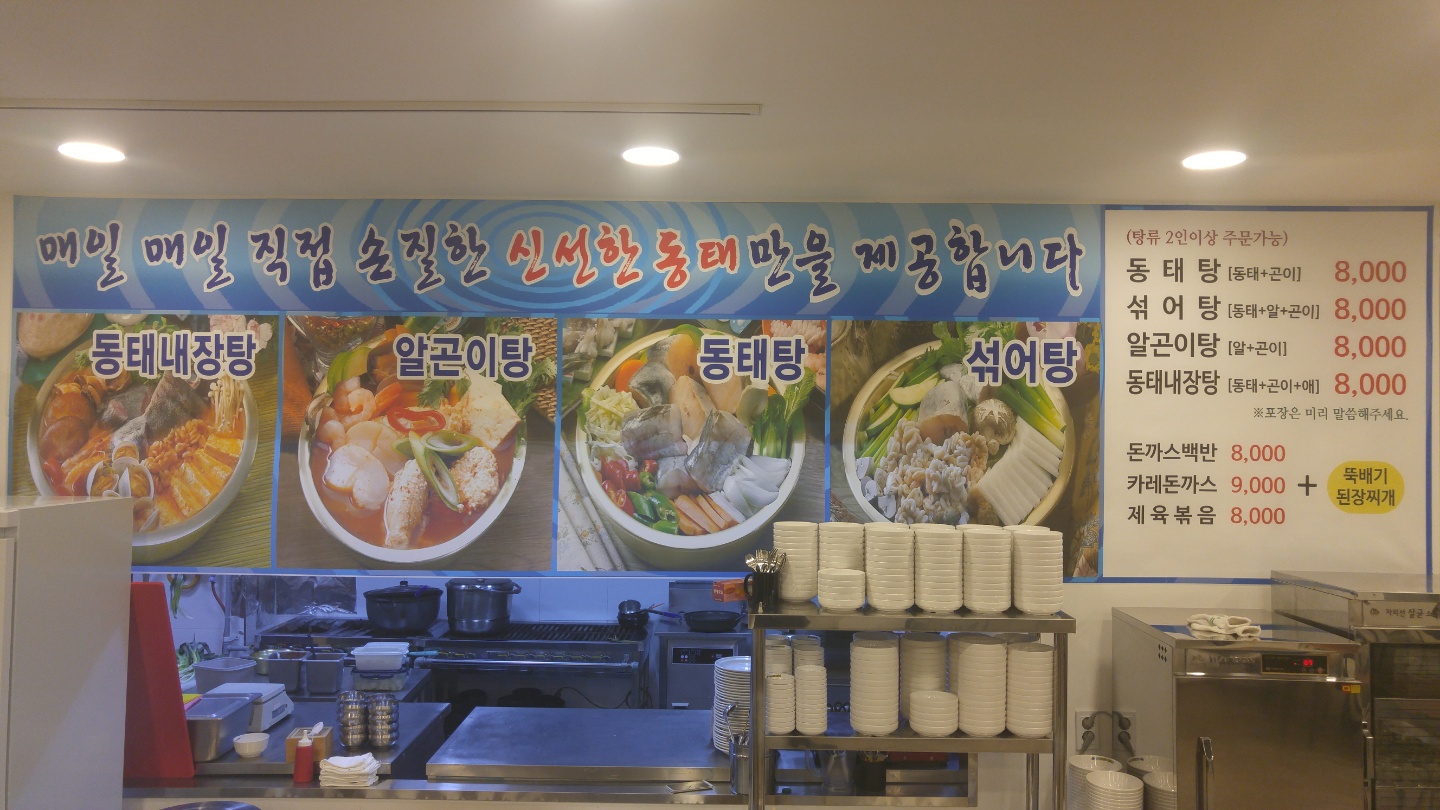 매일 매일 직접 손질한 신선한 동태만을 제공합니다
동태내장탕
알곤이탕
동태탕
섞어탕
(탕류 2인이상 주문가능)
동태탕 [동태+곤이] 8,000
섞어탕 [동태+알+곤이] 8,000
알곤이탕 [알+곤이] 8,000
동태내장탕 [동태+곤이+애] 8,000
※포장은 미리 말씀해주세요.
돈까스백반 8,000
카레돈까스 9,000
제육볶음 8,000
+
뚝배기
된장찌개